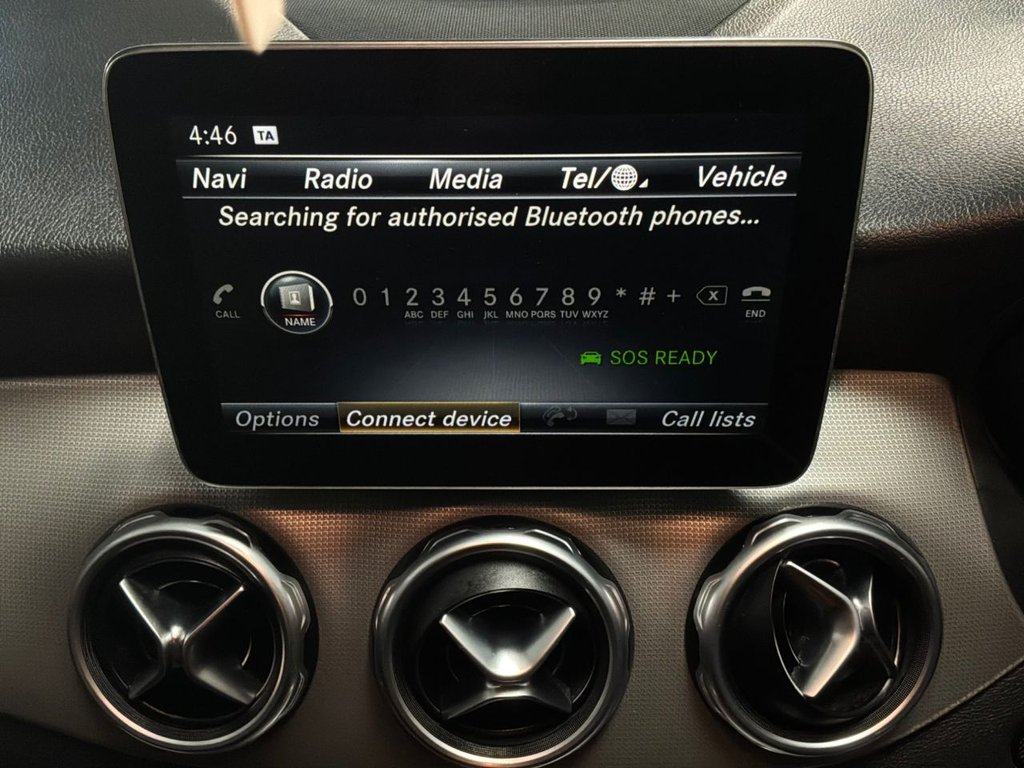 4:46 TA
Navi Radio Media Tel/ Vehicle
Searching for authorised Bluetooth phones...
0 1 2 3 4 5 6 7 8 9 * # +  X
CALL NAME ABC DEF GHI JKL MNO PQRS TUV WXYZ END
SOS READY
Options Connect device Call lists